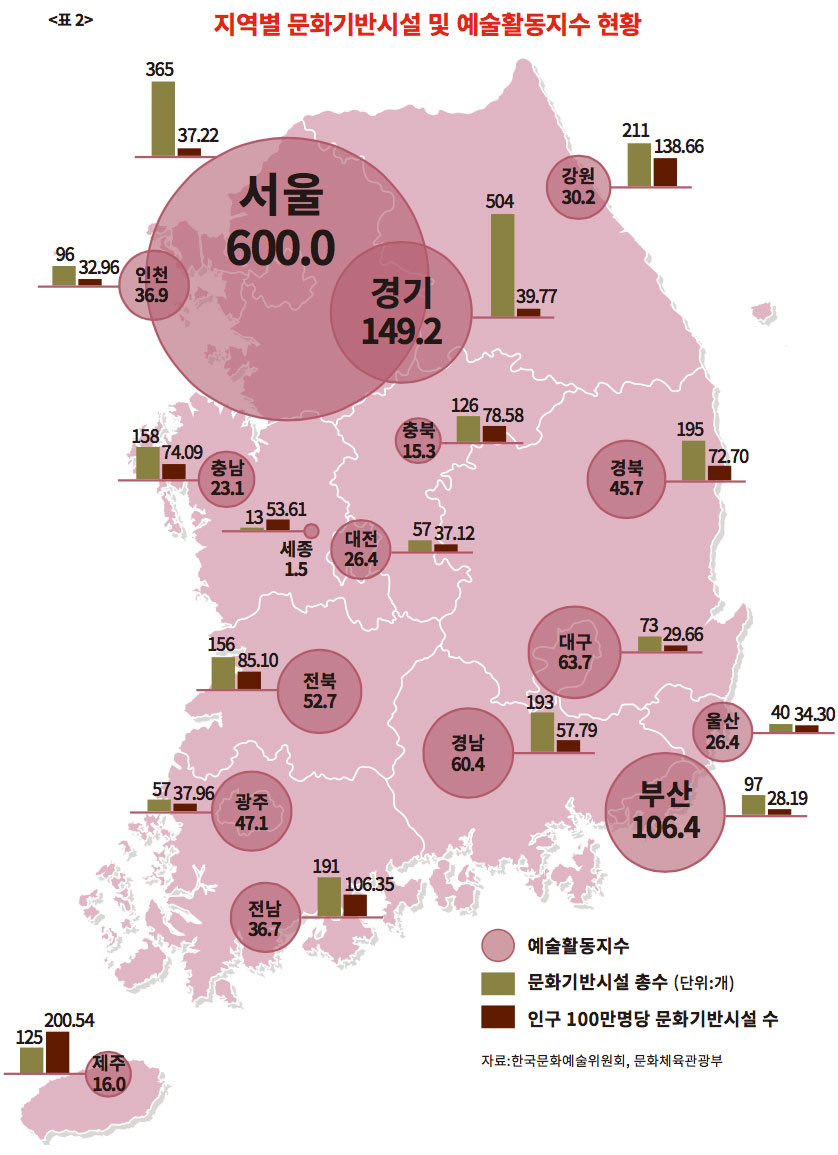 <표 2>
지역별 문화기반시설 및 예술활동지수 현황
365
37.22
서울
600.0
211
138.66
강원
30.2
504
39.77
경기
149.2
96
32.96
인천
36.9
126
78.58
충북
15.3
158
74.09
충남
23.1
195
72.70
경북
45.7
13
53.61
세종
1.5
57
37.12
대전
26.4
73
29.66
대구
63.7
156
85.10
전북
52.7
193
57.79
경남
60.4
40
34.30
울산
26.4
57
37.96
광주
47.1
97
28.19
부산
106.4
191
106.35
전남
36.7
125
200.54
제주
16.0
예술활동지수
문화기반시설 총수 (단위:개)
인구 100만명당 문화기반시설 수
자료:한국문화예술위원회, 문화체육관광부